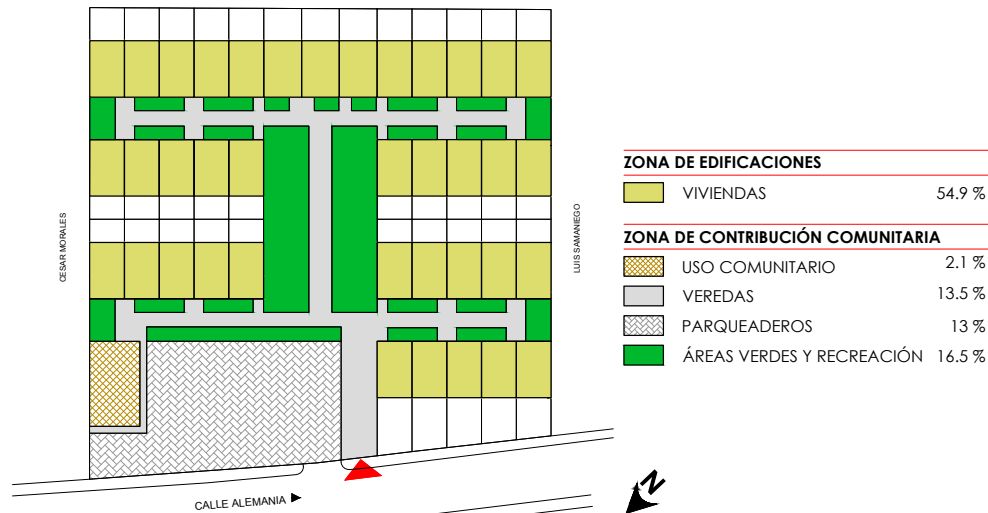 CESAR MORALES
LUIS SAMANIEGO
ZONA DE EDIFICACIONES
VIVIENDAS 54.9 %
ZONA DE CONTRIBUCIÓN COMUNITARIA
USO COMUNITARIO 2.1 %
VEREDAS 13.5 %
PARQUEADEROS 13 %
ÁREAS VERDES Y RECREACIÓN 16.5 %
CALLE ALEMANIA
N